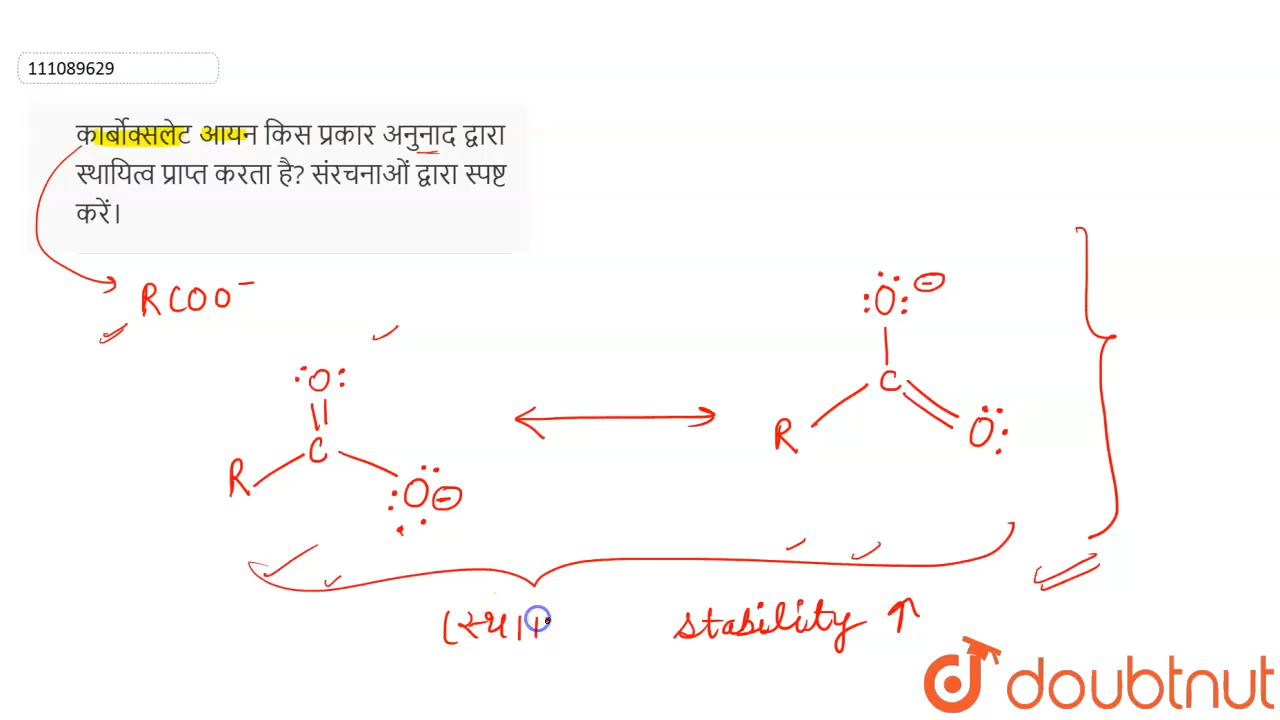 111089629
कार्बोक्सलेट आयन किस प्रकार अनुनाद द्वारा
स्थायित्व प्राप्त करता है? संरचनाओं द्वारा स्पष्ट
करें।
RCOO⁻
:O:
C
R
:O:⊖
:O:⊖
C
R
O:
stability ↑
doubtnut